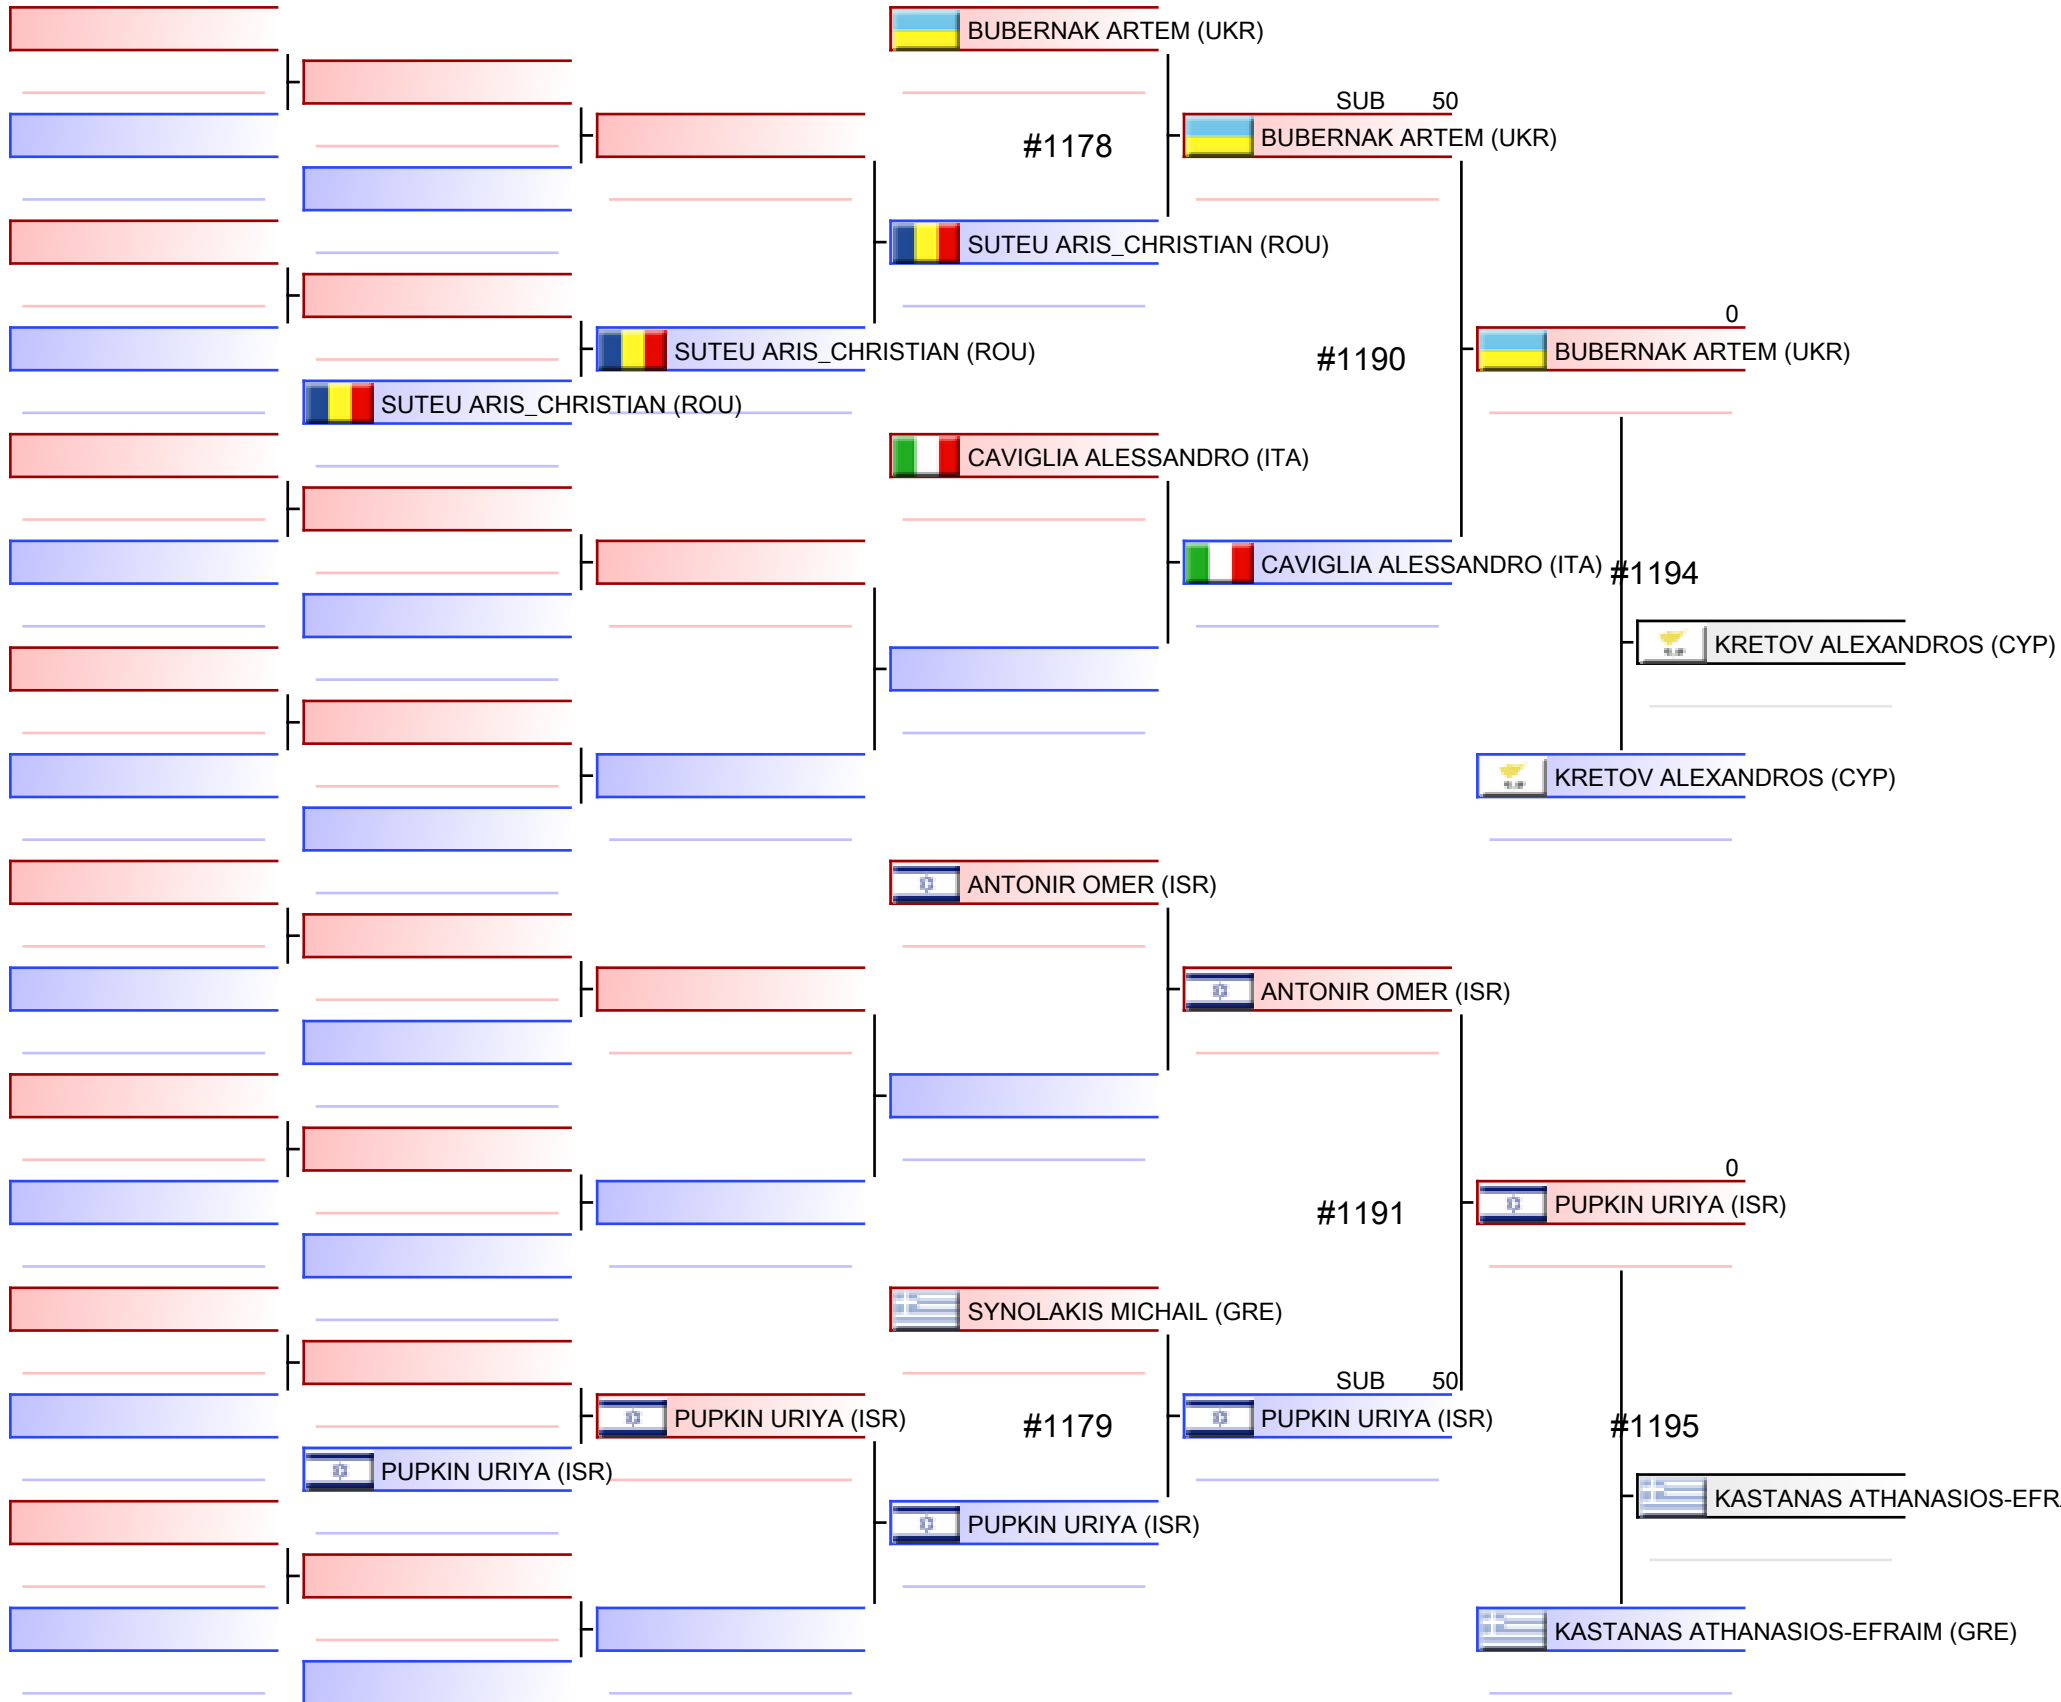 BUBERNAK ARTEM (UKR)
SUB 50
BUBERNAK ARTEM (UKR)
#1178
SUTEU ARIS_CHRISTIAN (ROU)
0
BUBERNAK ARTEM (UKR)
SUTEU ARIS_CHRISTIAN (ROU)
#1190
SUTEU ARIS_CHRISTIAN (ROU)
CAVIGLIA ALESSANDRO (ITA)
CAVIGLIA ALESSANDRO (ITA)
#1194
KRETOV ALEXANDROS (CYP)
KRETOV ALEXANDROS (CYP)
ANTONIR OMER (ISR)
ANTONIR OMER (ISR)
0
PUPKIN URIYA (ISR)
#1191
SYNOLAKIS MICHAIL (GRE)
SUB 50
PUPKIN URIYA (ISR)
#1179
PUPKIN URIYA (ISR)
#1195
PUPKIN URIYA (ISR)
KASTANAS ATHANASIOS-EFRA
PUPKIN URIYA (ISR)
KASTANAS ATHANASIOS-EFRAIM (GRE)